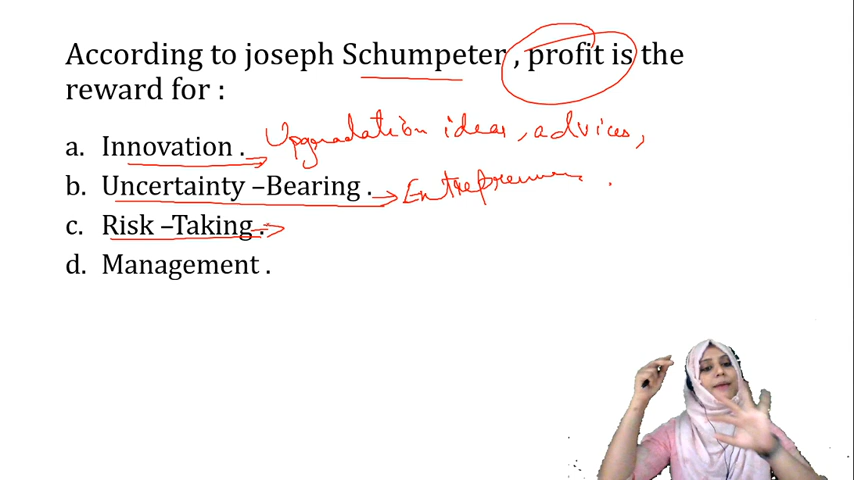 According to joseph Schumpeter , profit is the
reward for :
a. Innovation . Upgradation ideas, advices,
b. Uncertainty –Bearing . Entrepreneur .
c. Risk –Taking .
d. Management .